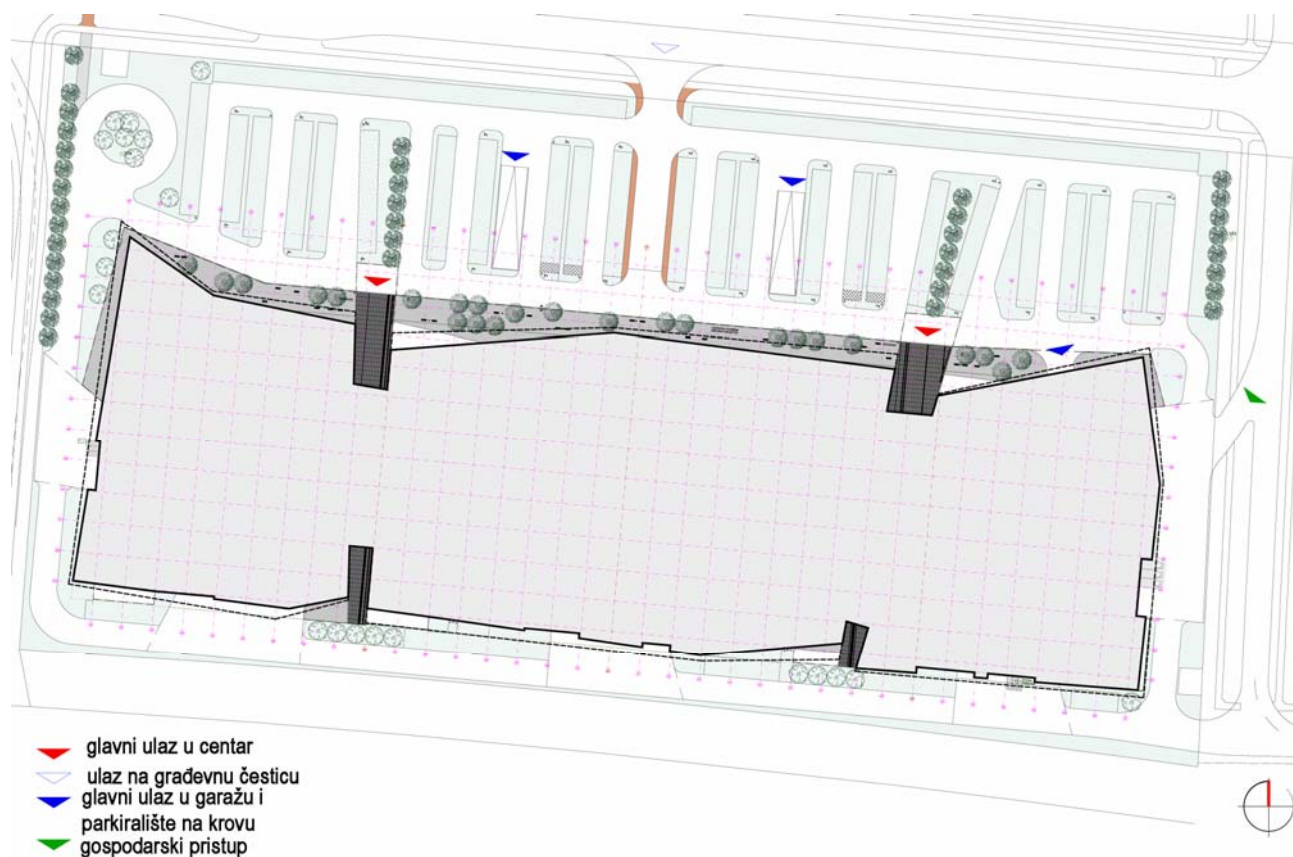 glavni ulaz u centar
ulaz na građevnu česticu
glavni ulaz u garažu i
parkiralište na krovu
gospodarski pristup